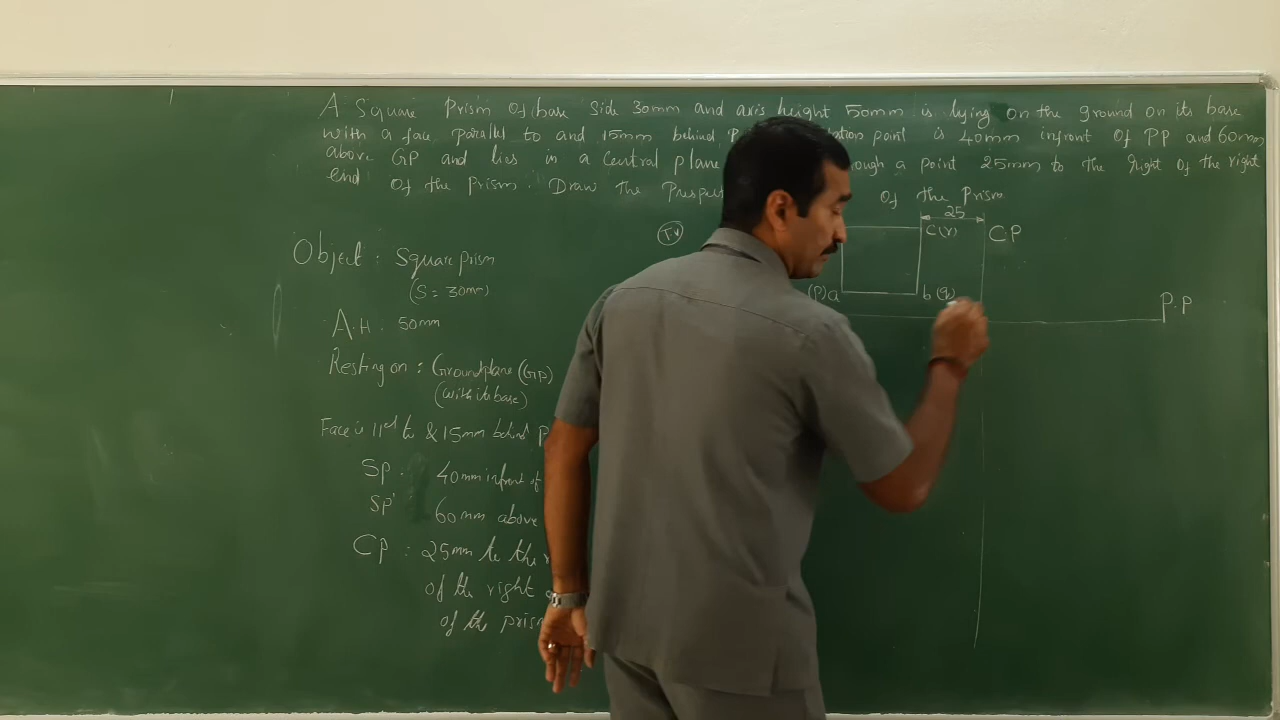 A Square Prism Of base Side 30mm and axis height 50mm is lying on the ground on its base
with a face parallel to and 15mm behind P point is 40mm infront of PP and 60mm
above GP and lies in a Central plane a point 25mm to the right of the right
end Of the Prism. Draw The Of the Prism
25
TV
C(r) CP
Object : Square prism
(S = 30mm)
(P)a b(q)
P.P
A.H. 50mm
Resting on : Ground plane (GP)
(with its base)
Face is 11el to & 15mm behind P
SP . 40mm infront of
SP' 60mm above
CP : 25mm to the
of the right
of the prism